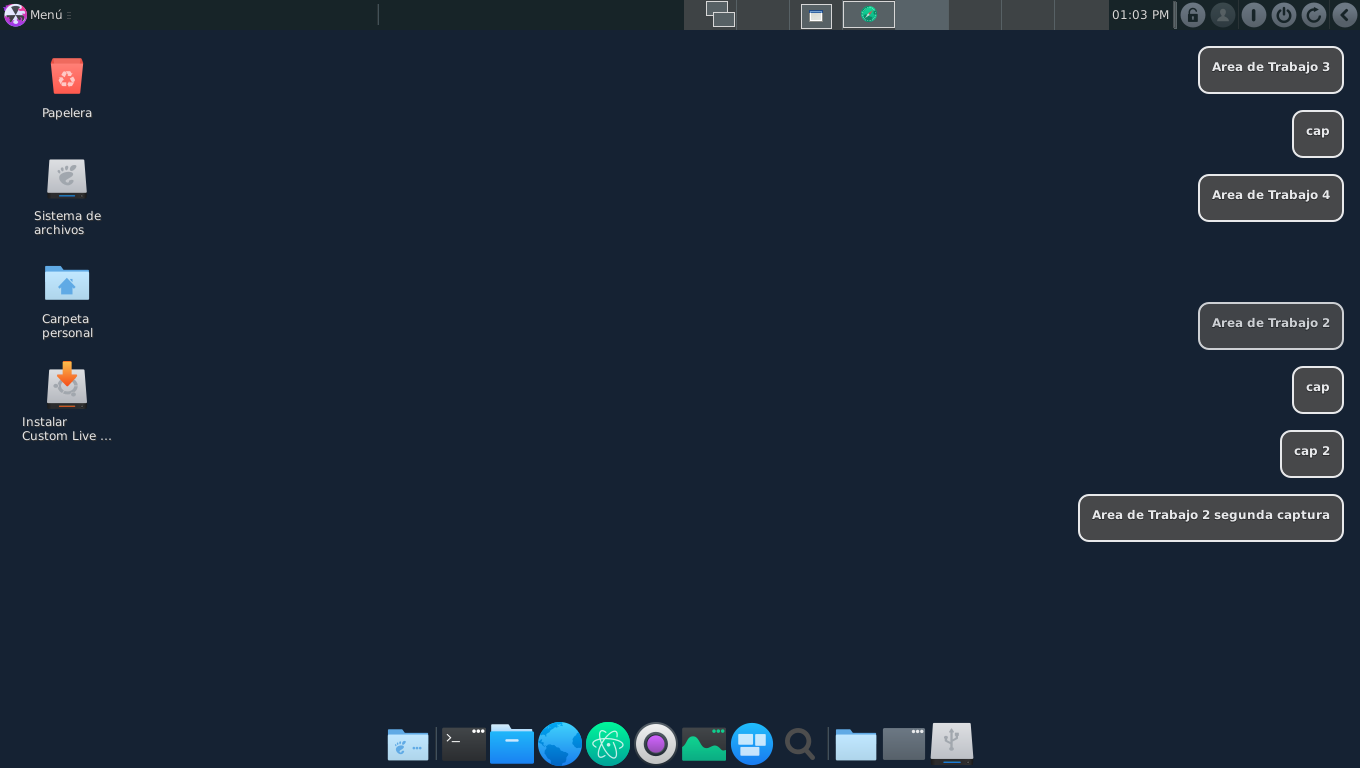 Menú
01:03 PM
Papelera
Sistema de
archivos
Carpeta
personal
Instalar
Custom Live ...
Area de Trabajo 3
cap
Area de Trabajo 4
Area de Trabajo 2
cap
cap 2
Area de Trabajo 2 segunda captura